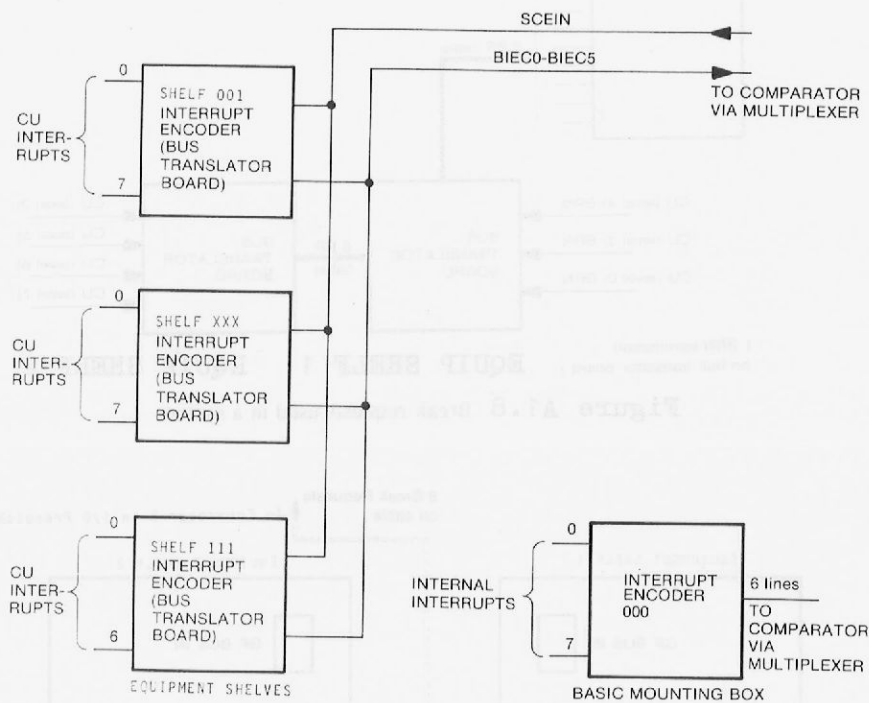 SCEIN
BIEC0-BIEC5
TO COMPARATOR
VIA MULTIPLEXER
0
CU
INTER-
RUPTS
7
SHELF 001
INTERRUPT
ENCODER
(BUS
TRANSLATOR
BOARD)
0
CU
INTER-
RUPTS
7
SHELF XXX
INTERRUPT
ENCODER
(BUS
TRANSLATOR
BOARD)
0
CU
INTER-
RUPTS
6
SHELF 111
INTERRUPT
ENCODER
(BUS
TRANSLATOR
BOARD)
EQUIPMENT SHELVES
0
INTERNAL
INTERRUPTS
7
INTERRUPT
ENCODER
000
6 lines
TO
COMPARATOR
VIA
MULTIPLEXER
BASIC MOUNTING BOX
EQUIP SHELF 1
Figure A1.8